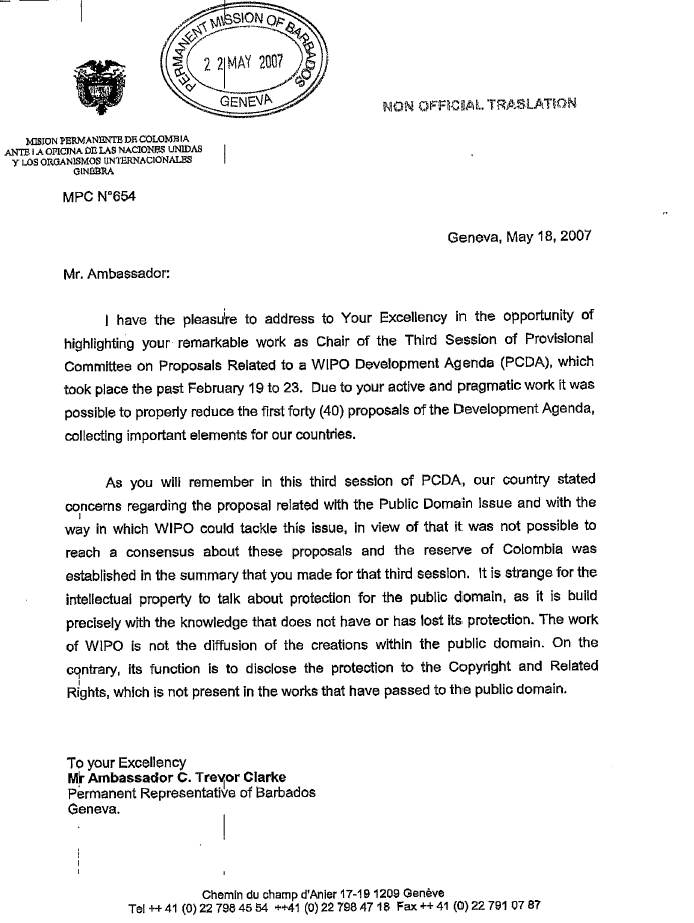 PERMANENT MISSION OF BARBADOS
2 2 MAY 2007
GENEVA
NON OFFICIAL TRASLATION
MISION PERMANENTE DE COLOMBIA
ANTE LA OFICINA DE LAS NACIONES UNIDAS
Y LOS ORGANISMOS INTERNACIONALES
GINEBRA
MPC N°654
Geneva, May 18, 2007
Mr. Ambassador:
I have the pleasure to address to Your Excellency in the opportunity of
highlighting your remarkable work as Chair of the Third Session of Provisional
Committee on Proposals Related to a WIPO Development Agenda (PCDA), which
took place the past February 19 to 23. Due to your active and pragmatic work it was
possible to properly reduce the first forty (40) proposals of the Development Agenda,
collecting important elements for our countries.
As you will remember in this third session of PCDA, our country stated
concerns regarding the proposal related with the Public Domain Issue and with the
way in which WIPO could tackle this issue, in view of that it was not possible to
reach a consensus about these proposals and the reserve of Colombia was
established in the summary that you made for that third session. It is strange for the
intellectual property to talk about protection for the public domain, as it is build
precisely with the knowledge that does not have or has lost its protection. The work
of WIPO is not the diffusion of the creations within the public domain. On the
contrary, its function is to disclose the protection to the Copyright and Related
Rights, which is not present in the works that have passed to the public domain.
To your Excellency
Mr Ambassador C. Trevor Clarke
Permanent Representative of Barbados
Geneva.
Chemin du champ d'Anier 17-19 1209 Genève
Tel ++ 41 (0) 22 798 45 54 ++41 (0) 22 798 47 18 Fax ++ 41 (0) 22 791 07 87